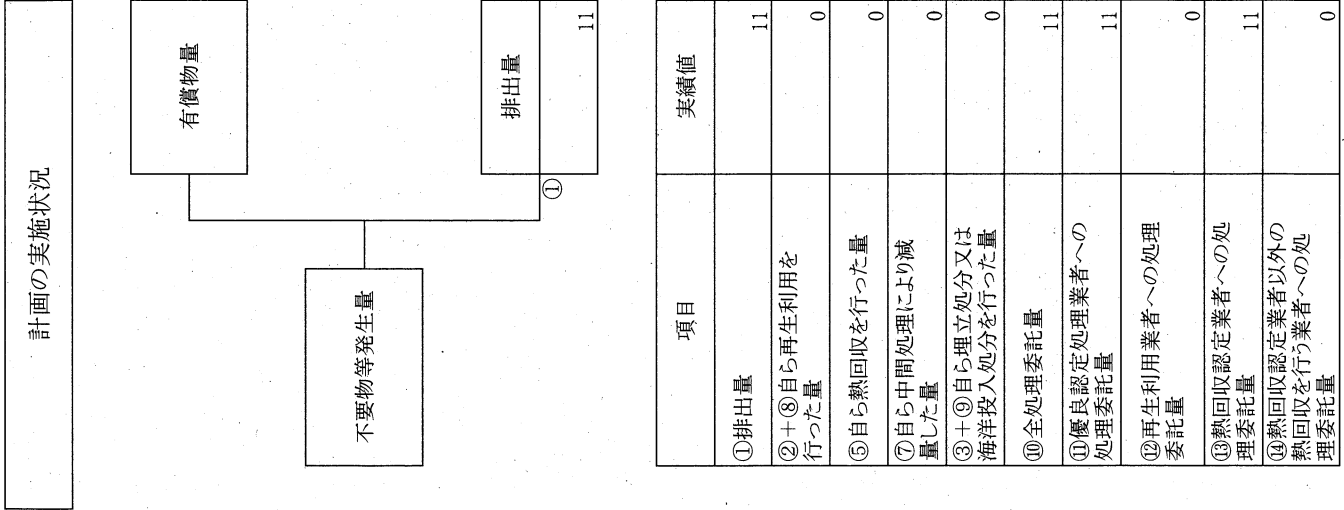 計画の実施状況
有償物量
不要物等発生量
①
排出量
11
項目
実績値
①排出量
11
②+⑧自ら再生利用を
行った量
0
⑤自ら熱回収を行った量
0
⑦自ら中間処理により減
量した量
0
③+⑨自ら埋立処分又は
海洋投入処分を行った量
0
⑩全処理委託量
11
⑪優良認定処理業者への
処理委託量
11
⑫再生利用業者への処理
委託量
0
⑬熱回収認定業者への処
理委託量
11
⑭熱回収認定業者以外の
熱回収を行う業者への処
理委託量
0